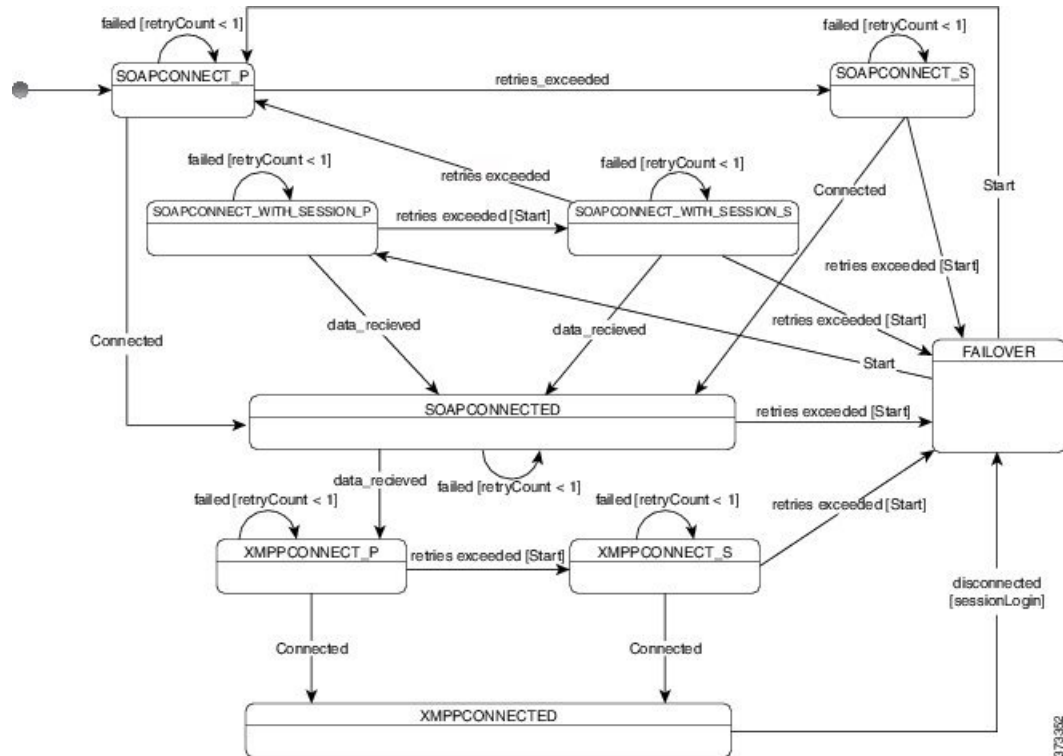 failed [retryCount < 1]
failed [retryCount < 1]
SOAPCONNECT_P
SOAPCONNECT_S
retries_exceeded
failed [retryCount < 1]
failed [retryCount < 1]
retries exceeded
Connected
Start
SOAPCONNECT_WITH_SESSION_P
retries exceeded [Start]
SOAPCONNECT_WITH_SESSION_S
retries exceeded [Start]
data_recieved
data_recieved
retries exceeded [Start]
Connected
FAILOVER
Start
SOAPCONNECTED
retries exceeded [Start]
data_recieved
failed [retryCount < 1]
failed [retryCount < 1]
failed [retryCount < 1]
retries exceeded [Start]
XMPPCONNECT_P
retries exceeded [Start]
XMPPCONNECT_S
disconnected
[sessionLogin]
Connected
Connected
XMPPCONNECTED